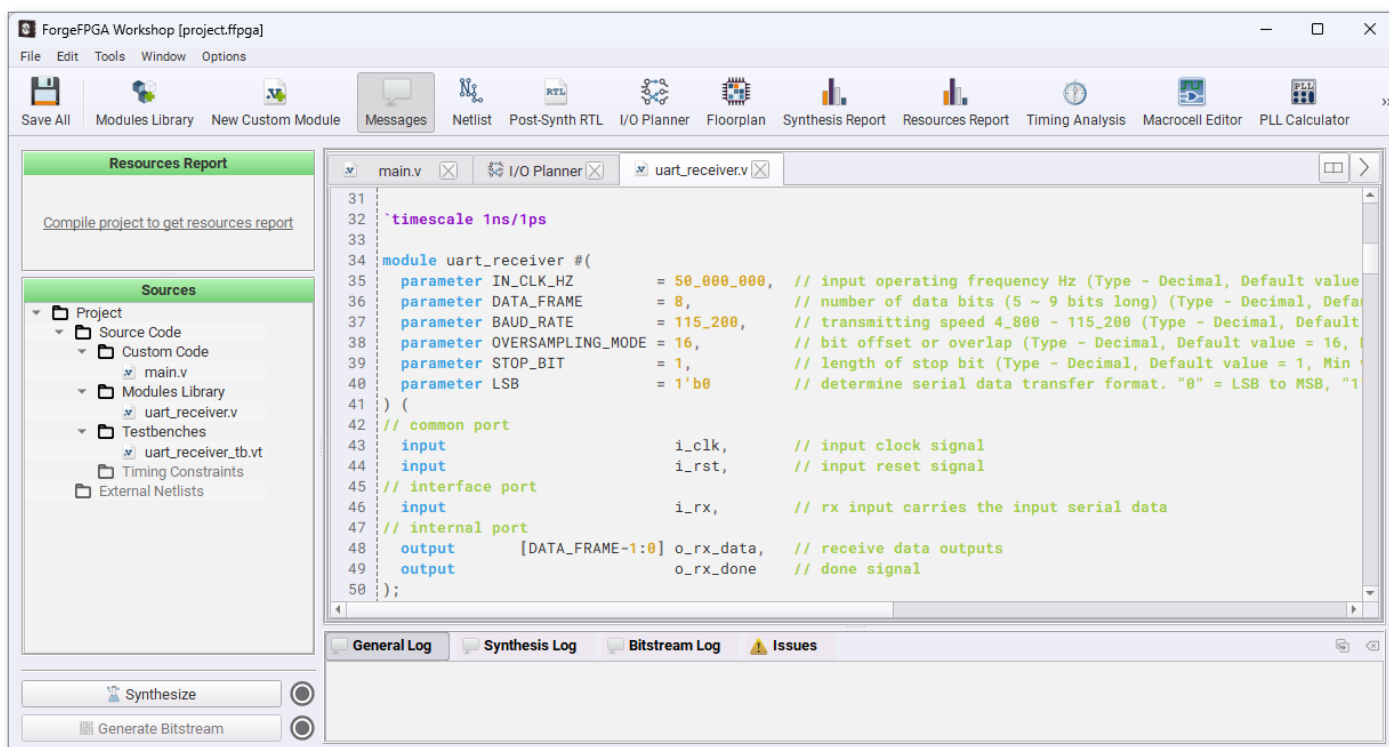 ForgeFPGA Workshop [project.ffpga]
File Edit Tools Window Options
Save All Modules Library New Custom Module Messages Netlist Post-Synth RTL I/O Planner Floorplan Synthesis Report Resources Report Timing Analysis Macrocell Editor PLL Calculator
Resources Report
Compile project to get resources report
Sources
Project
Source Code
Custom Code
main.v
Modules Library
uart_receiver.v
Testbenches
uart_receiver_tb.vt
Timing Constraints
External Netlists
Synthesize
Generate Bitstream
main.v I/O Planner uart_receiver.v
31
32 `timescale 1ns/1ps
33
34 module uart_receiver #(
35 parameter IN_CLK_HZ = 50_000_000, // input operating frequency Hz (Type - Decimal, Default value
36 parameter DATA_FRAME = 8, // number of data bits (5 ~ 9 bits long) (Type - Decimal, Defau
37 parameter BAUD_RATE = 115_200, // transmitting speed 4_800 - 115_200 (Type - Decimal, Default
38 parameter OVERSAMPLING_MODE = 16, // bit offset or overlap (Type - Decimal, Default value = 16,
39 parameter STOP_BIT = 1, // length of stop bit (Type - Decimal, Default value = 1, Min
40 parameter LSB = 1'b0 // determine serial data transfer format. "0" = LSB to MSB, "1"
41 ) (
42 // common port
43 input i_clk, // input clock signal
44 input i_rst, // input reset signal
45 // interface port
46 input i_rx, // rx input carries the input serial data
47 // internal port
48 output [DATA_FRAME-1:0] o_rx_data, // receive data outputs
49 output o_rx_done // done signal
50 );
General Log Synthesis Log Bitstream Log Issues